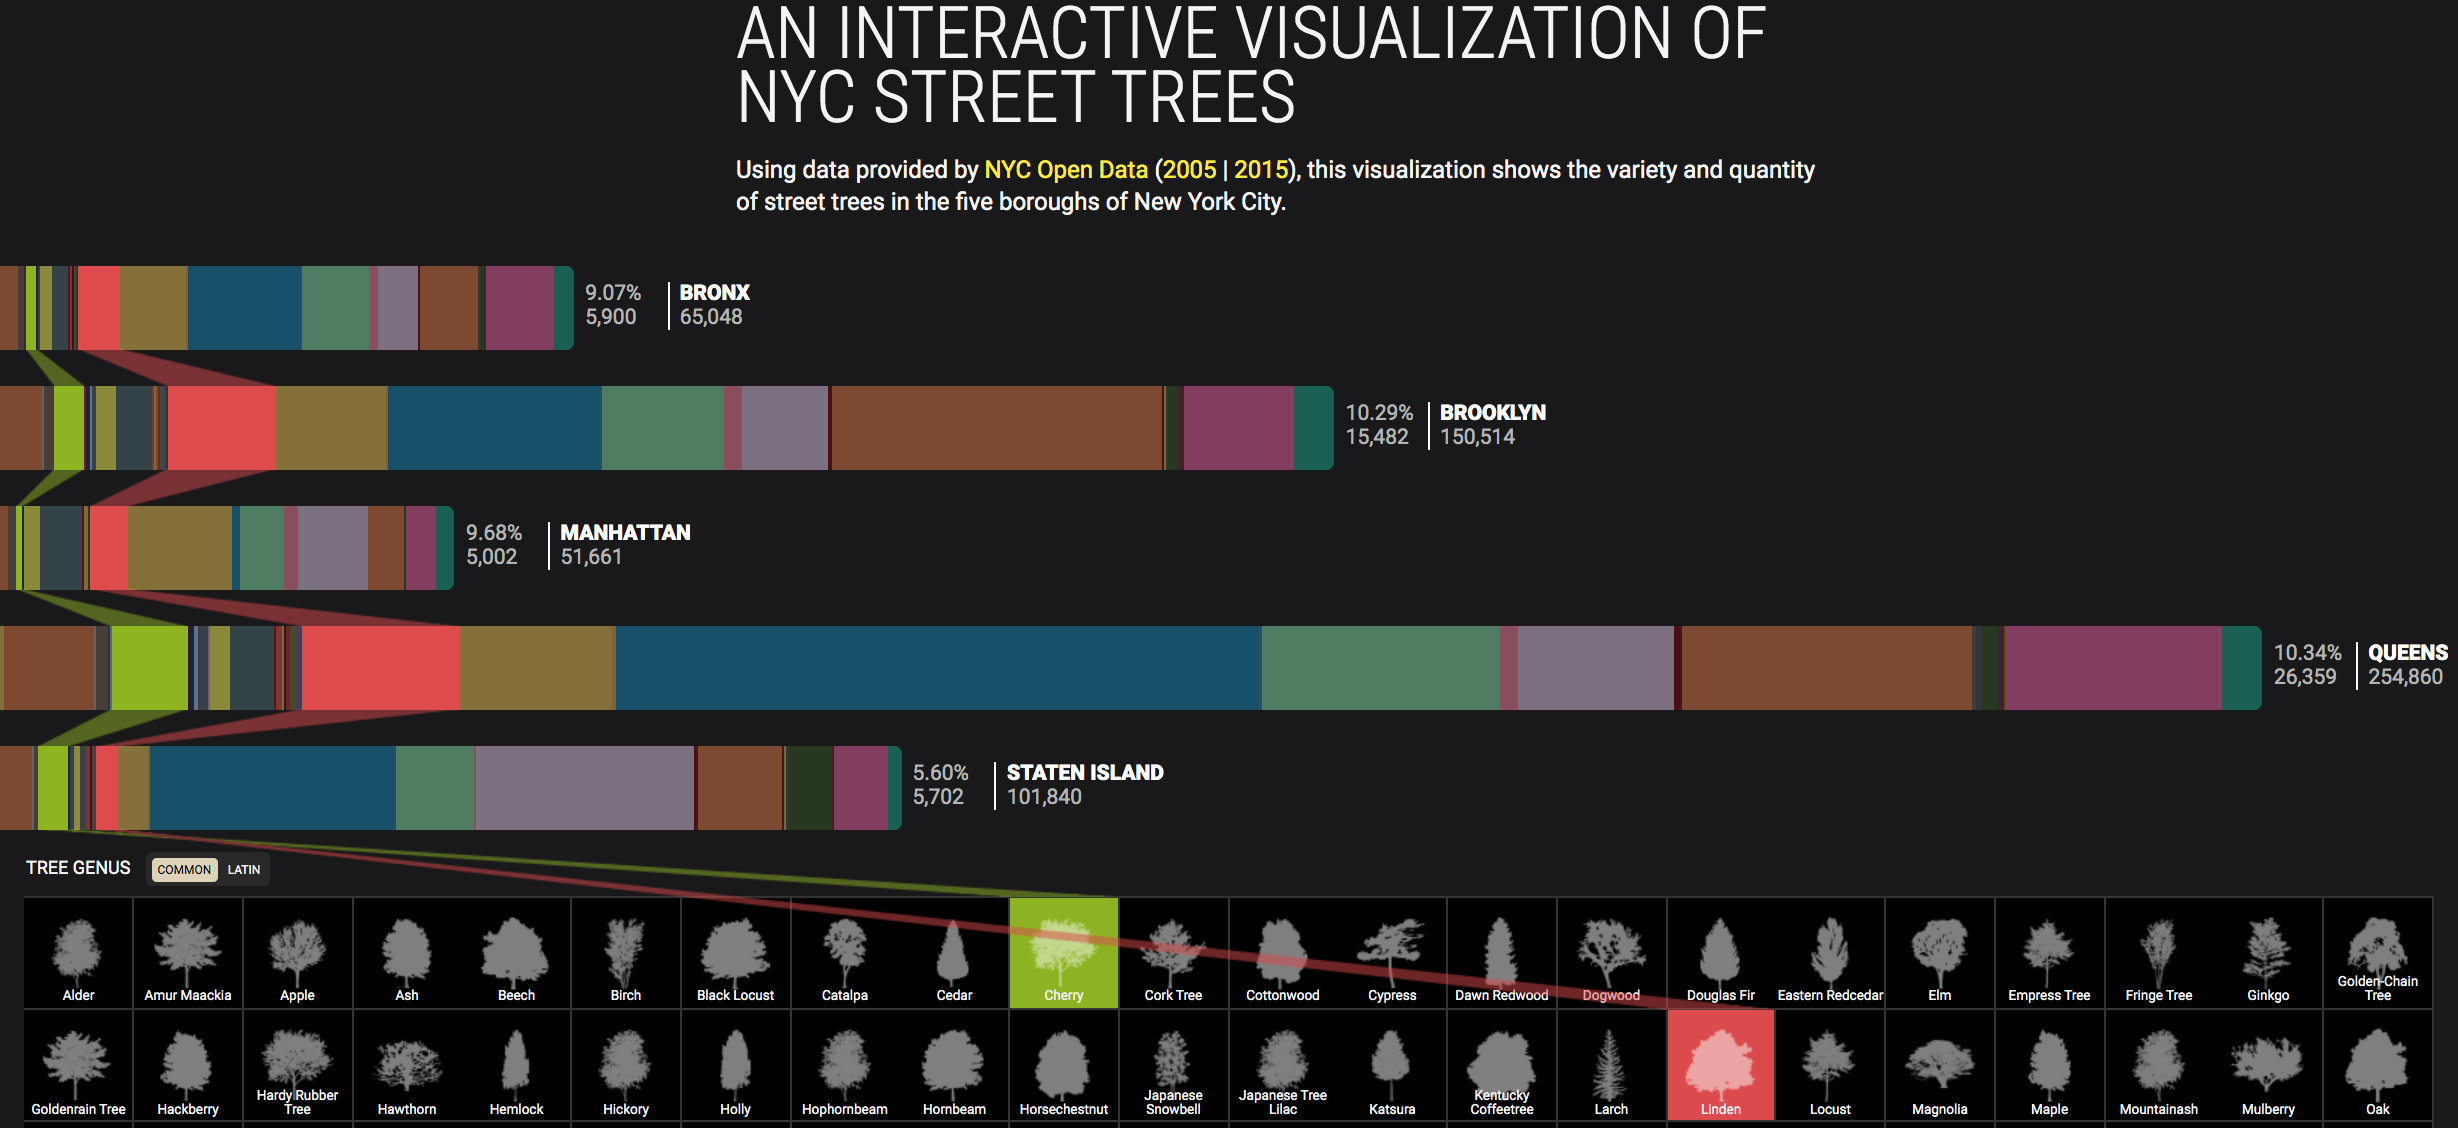 AN INTERACTIVE VISUALIZATION OF
NYC STREET TREES
Using data provided by NYC Open Data (2005 | 2015), this visualization shows the variety and quantity
of street trees in the five boroughs of New York City.
9.07% BRONX
5,900 65,048
10.29% BROOKLYN
15,482 150,514
9.68% MANHATTAN
5,002 51,661
10.34% QUEENS
26,359 254,860
5.60% STATEN ISLAND
5,702 101,840
TREE GENUS COMMON LATIN
Alder Amur Maackia Apple Ash Beech Birch Black Locust Catalpa Cedar Cherry Cork Tree Cottonwood Cypress Dawn Redwood Dogwood Douglas Fir Eastern Redcedar Elm Empress Tree Fringe Tree Ginkgo Golden-Chain
Tree
Goldenrain Tree Hackberry Hardy Rubber
Tree Hawthorn Hemlock Hickory Holly Hophornbeam Hornbeam Horsechestnut Japanese
Snowbell Japanese Tree
Lilac Katsura Kentucky
Coffeetree Larch Linden Locust Magnolia Maple Mountainash Mulberry Oak